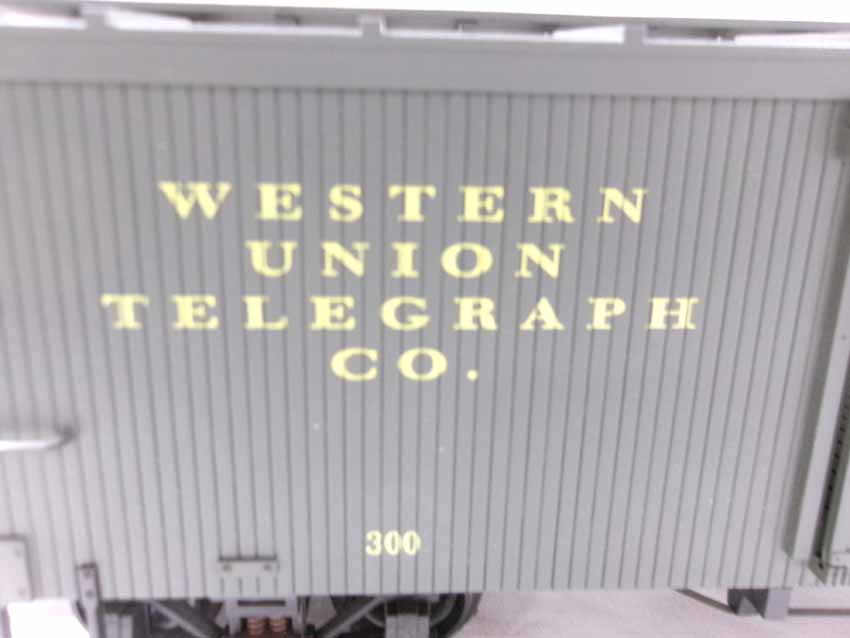 WESTERN
UNION
TELEGRAPH
CO.
300